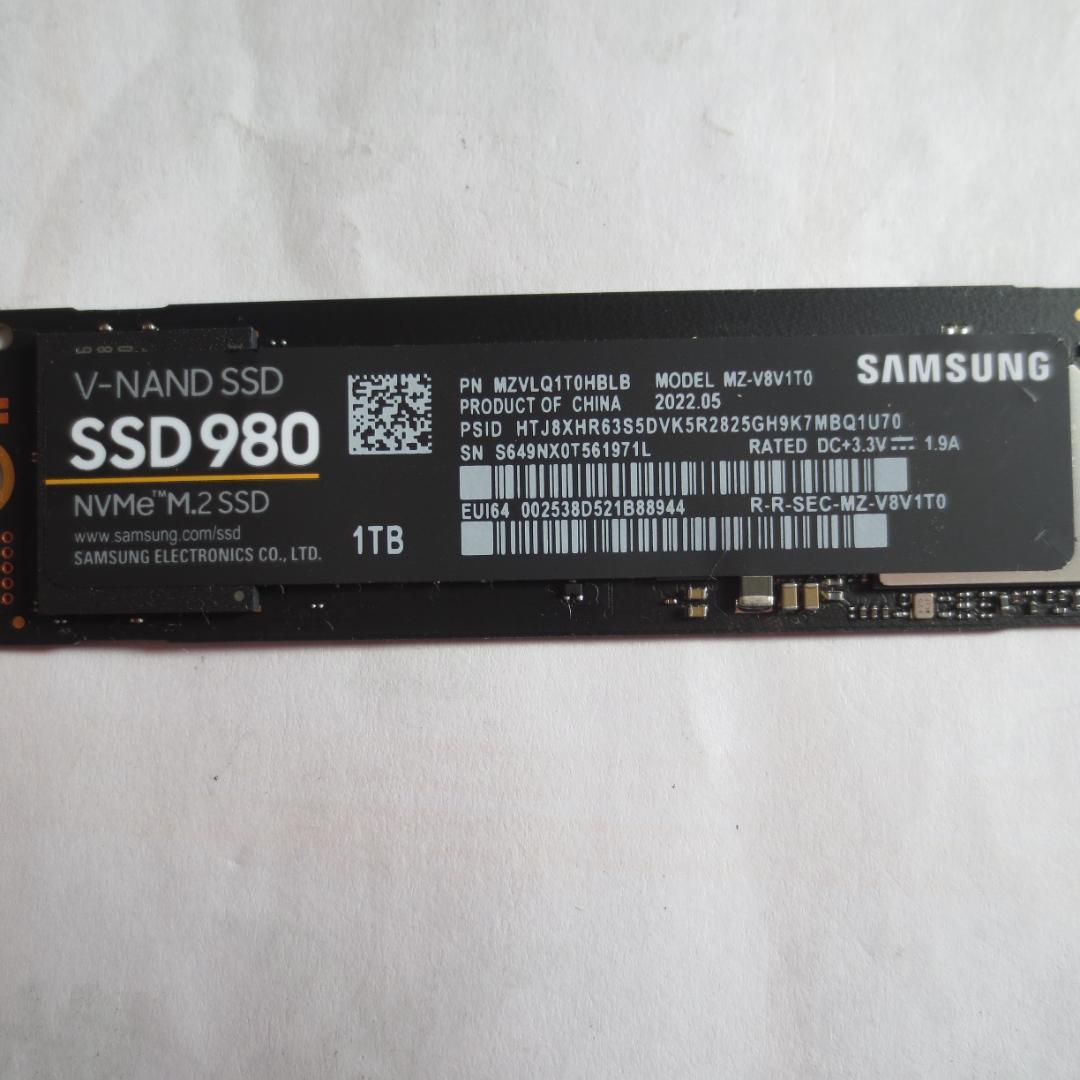 V-NAND SSD
SSD 980
NVMe™ M.2 SSD
www.samsung.com/ssd
SAMSUNG ELECTRONICS CO., LTD.
1TB
PN MZVLQ1T0HBLB MODEL MZ-V8V1T0
PRODUCT OF CHINA 2022.05
PSID HTJ8XHR63S5DVK5R2825GH9K7MBQ1U70
SN S649NX0T561971L RATED DC+3.3V⎓ 1.9A
EUI64 002538D521B88944 R-R-SEC-MZ-V8V1T0
SAMSUNG